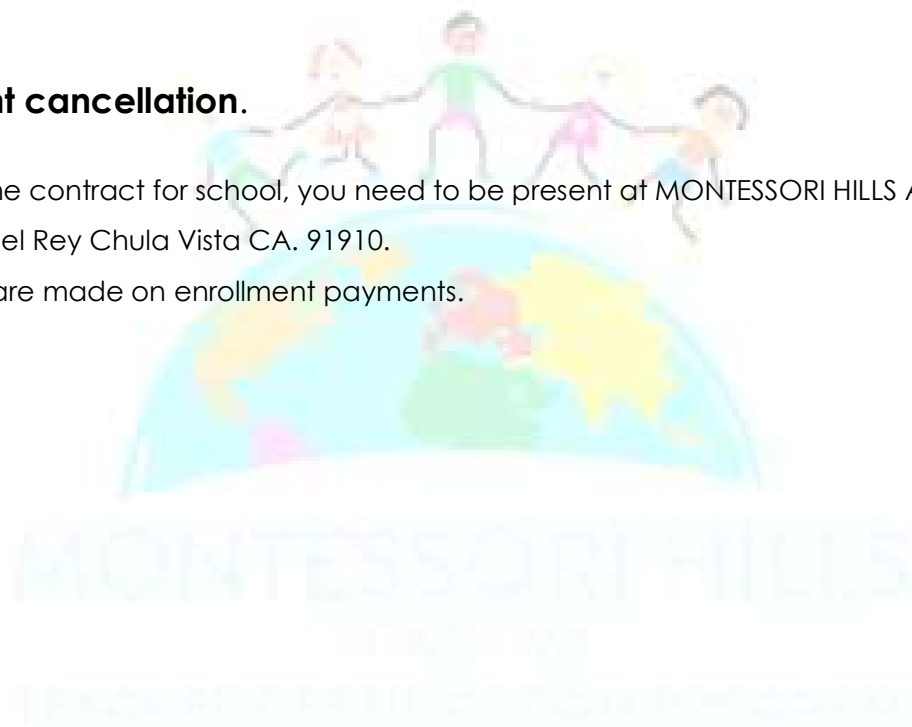 nt cancellation.
ne contract for school, you need to be present at MONTESSORI HILLS A
el Rey Chula Vista CA. 91910.
are made on enrollment payments.
MONTESSORI HILLS